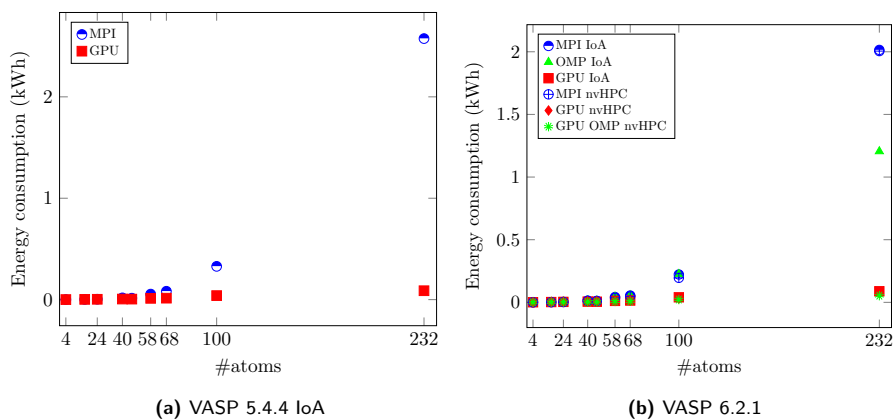 MPI
GPU
Energy consumption (kWh)
2
1
0
4 24 40 58 68 100 232
#atoms
(a) VASP 5.4.4 IoA
MPI IoA
OMP IoA
GPU IoA
MPI nvHPC
GPU nvHPC
GPU OMP nvHPC
Energy consumption (kWh)
2
1.5
1
0.5
0
4 24 40 58 68 100 232
#atoms
(b) VASP 6.2.1